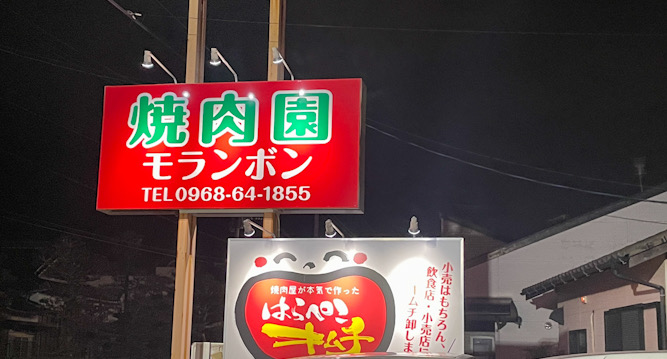 焼肉園
モランボン
TEL0968-64-1855
焼肉屋が本気で作った
はらペコ
キムチ
小売はもちろん、
飲食店・小売店に
ームチ卸しま